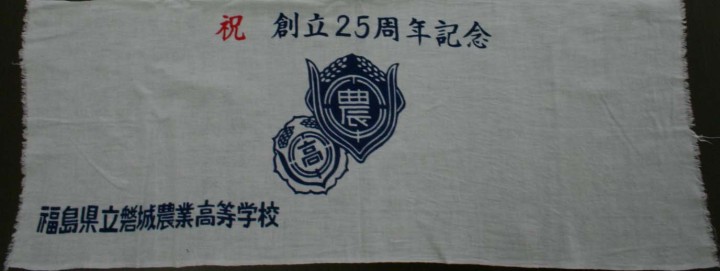 祝 創立25周年記念
農
高
福島県立磐城農業高等学校